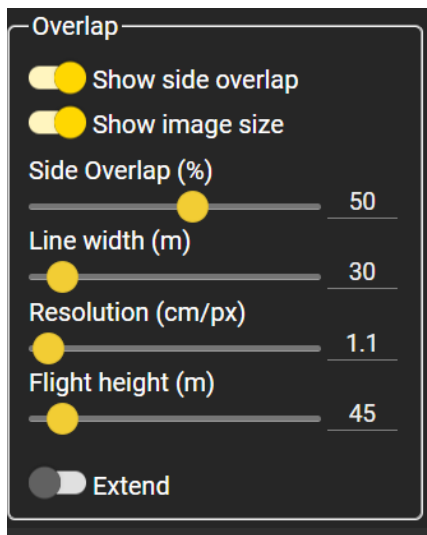 Overlap
Show side overlap
Show image size
Side Overlap (%)
50
Line width (m)
30
Resolution (cm/px)
1.1
Flight height (m)
45
Extend